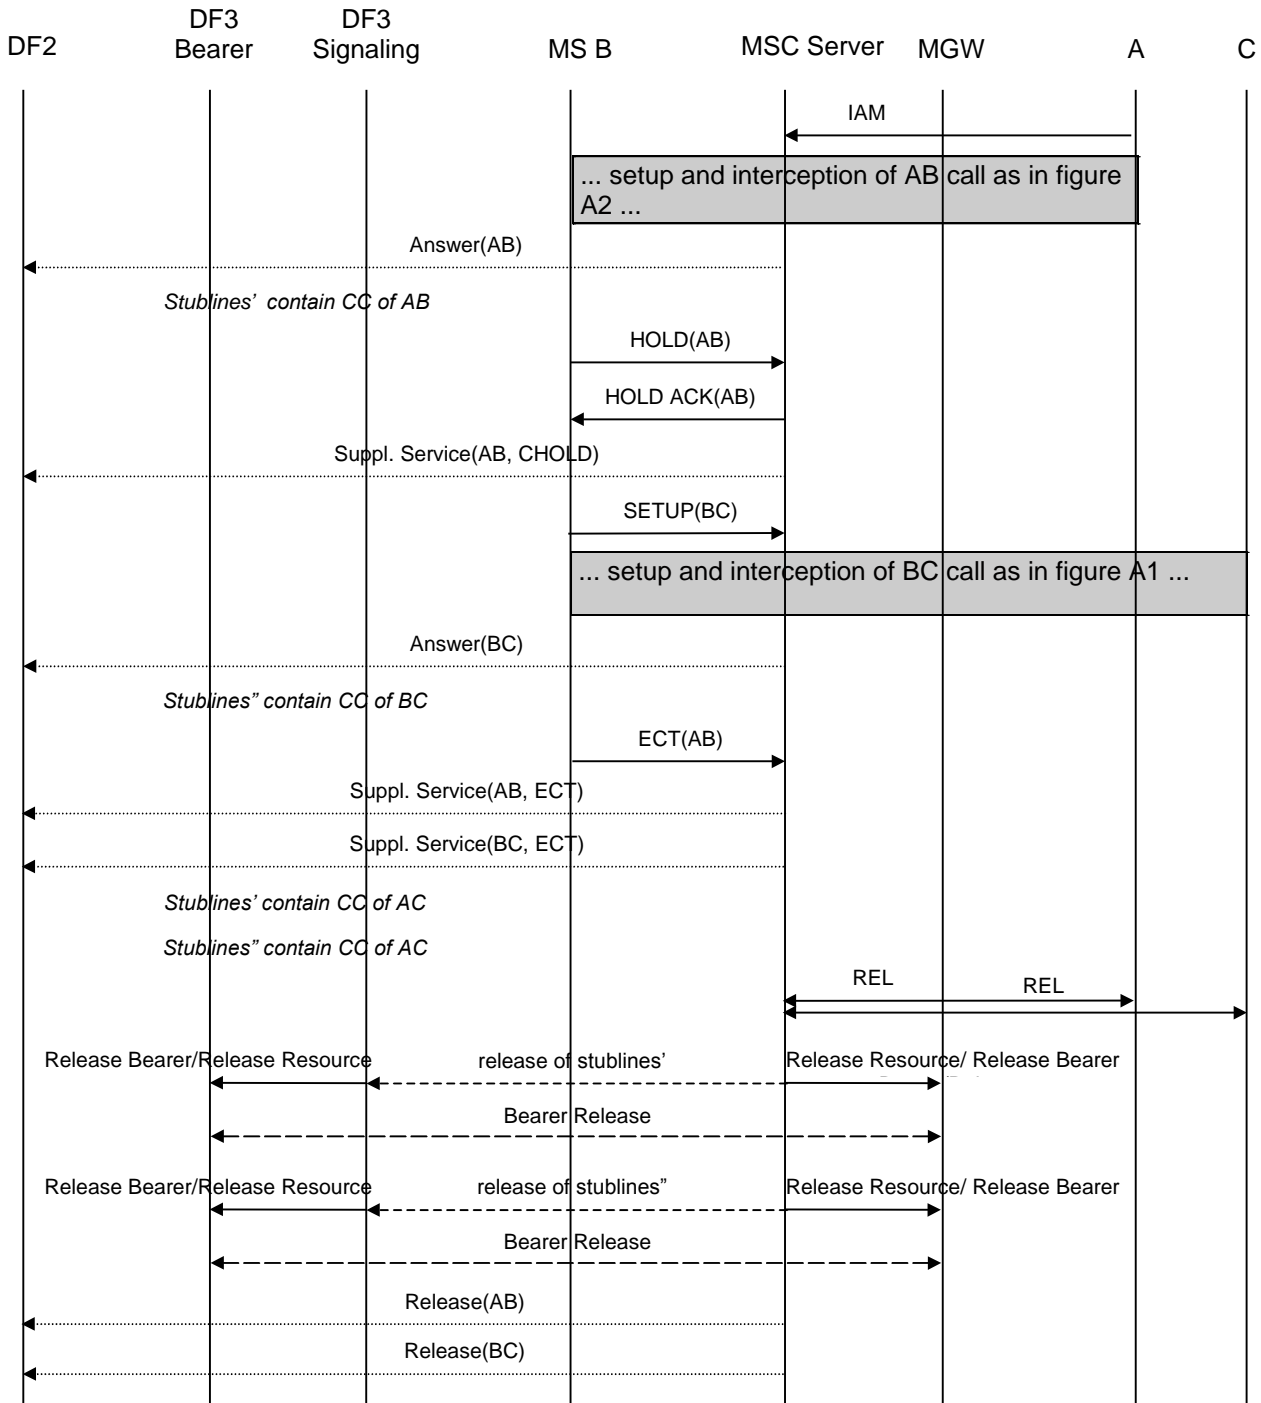 DF2
DF3
Bearer
DF3
Signaling
MS B
MSC Server
MGW
A
C
IAM
... setup and interception of AB call as in figure
A2 ...
Answer(AB)
Stublines’ contain CC of AB
HOLD(AB)
HOLD ACK(AB)
Suppl. Service(AB, CHOLD)
SETUP(BC)
... setup and interception of BC call as in figure A1 ...
Answer(BC)
Stublines” contain CC of BC
ECT(AB)
Suppl. Service(AB, ECT)
Suppl. Service(BC, ECT)
Stublines’ contain CC of AC
Stublines” contain CC of AC
REL
REL
Release Bearer/Release Resource
release of stublines’
Release Resource/ Release Bearer
Bearer Release
Release Bearer/Release Resource
release of stublines”
Release Resource/ Release Bearer
Bearer Release
Release(AB)
Release(BC)